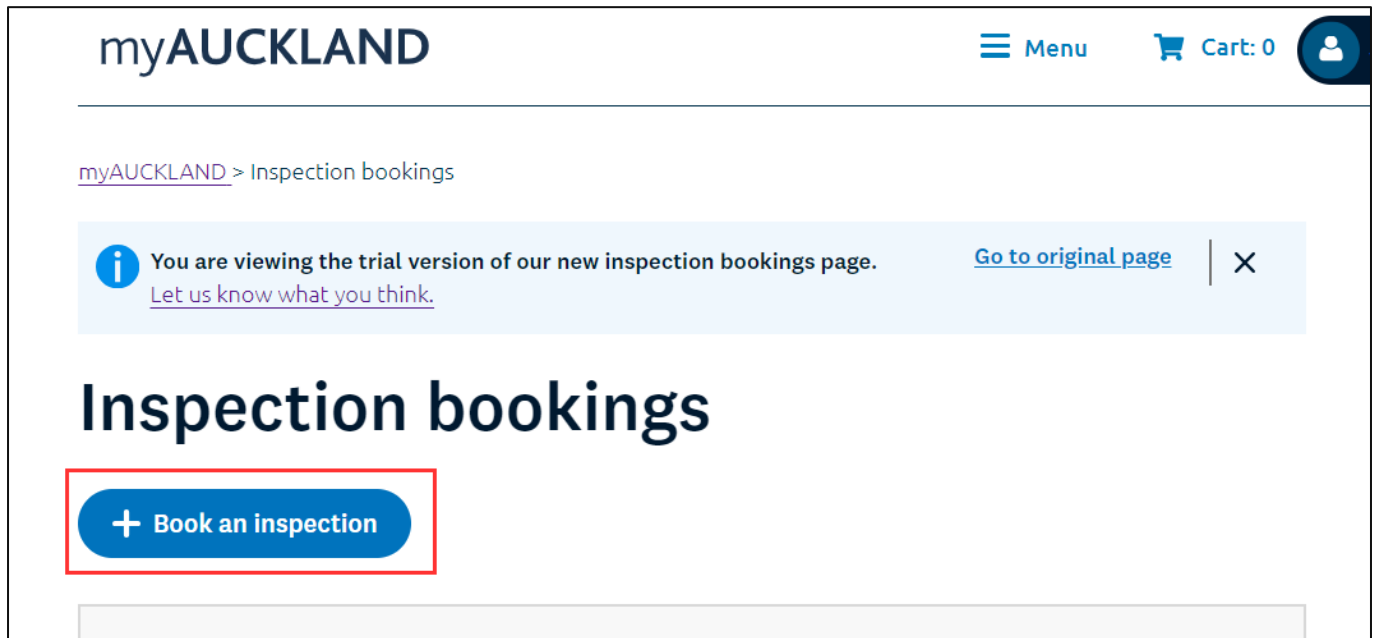 myAUCKLAND
Menu
Cart: 0
myAUCKLAND > Inspection bookings
You are viewing the trial version of our new inspection bookings page.
Let us know what you think.
Go to original page
Inspection bookings
+ Book an inspection